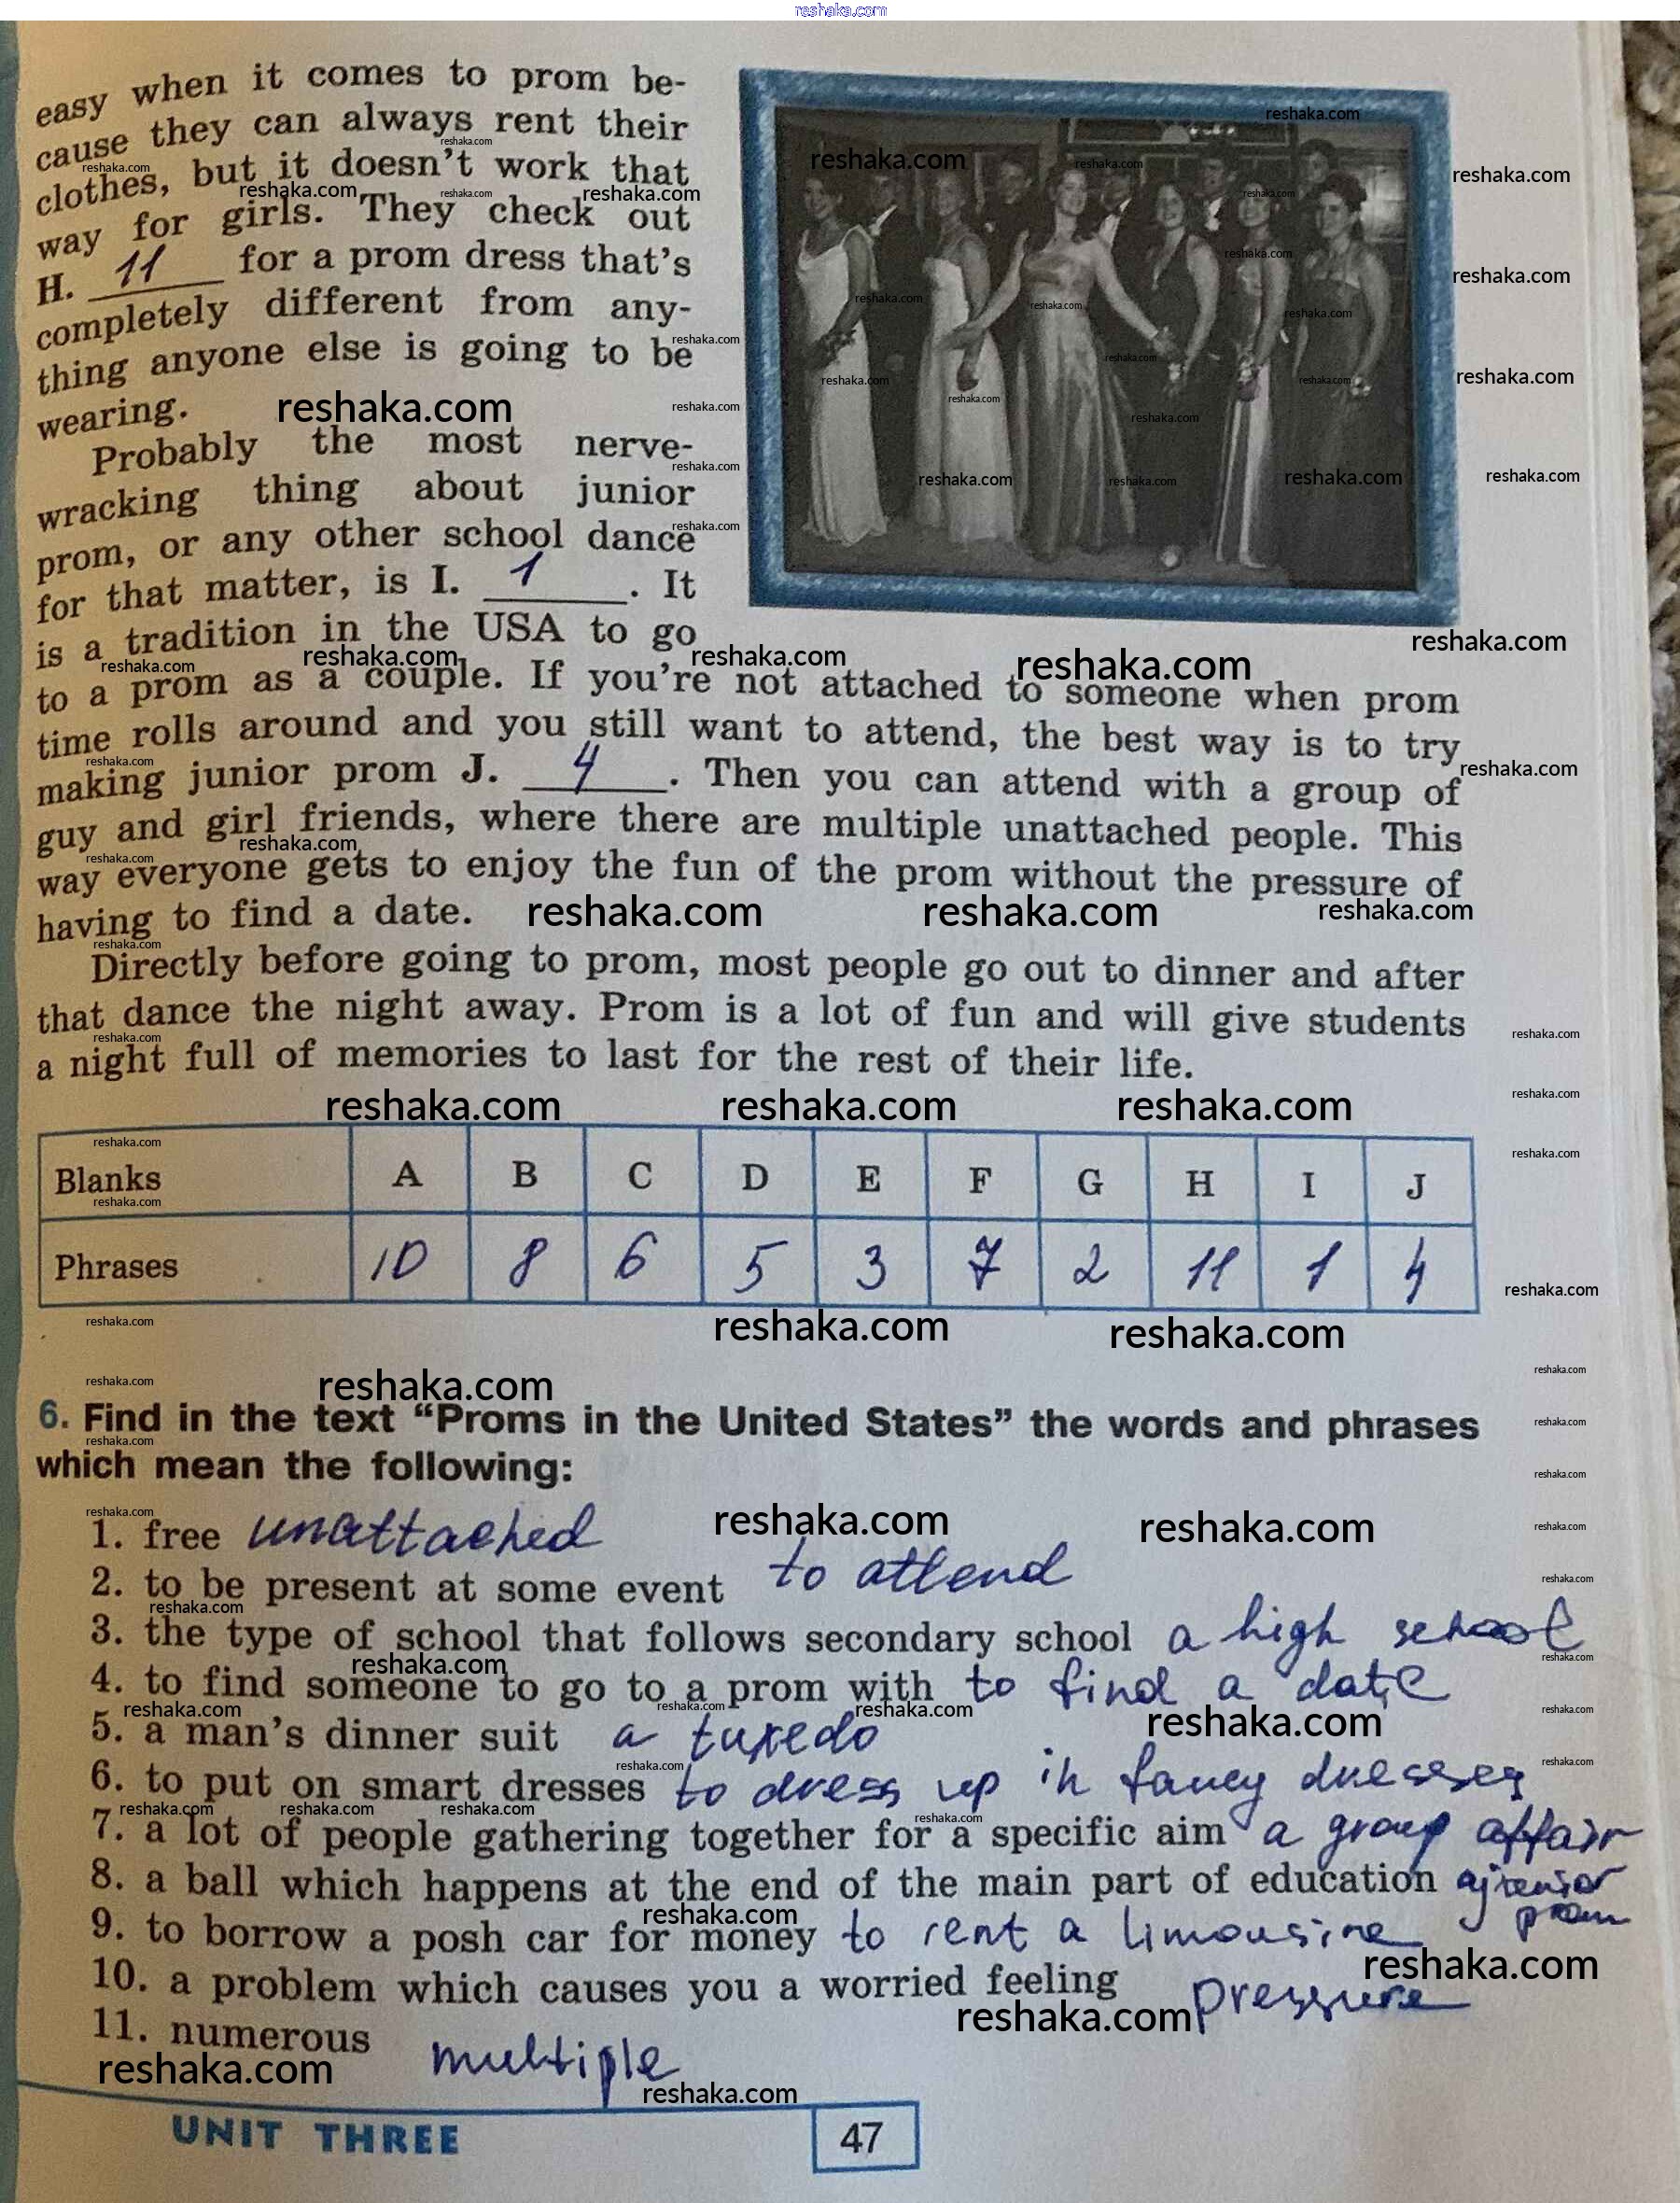 reshaka.com
easy when it comes to prom be-
cause they can always rent their
clothes, but it doesn't work that
way for girls. They check out
H. 11 for a prom dress that's
completely different from any-
thing anyone else is going to be
wearing.
Probably the most nerve-
wracking thing about junior
prom, or any other school dance
for that matter, is I. 1. It
is a tradition in the USA to go
to a prom as a couple. If you're not attached to someone when prom
time rolls around and you still want to attend, the best way is to try
making junior prom J. 4. Then you can attend with a group of
guy and girl friends, where there are multiple unattached people. This
way everyone gets to enjoy the fun of the prom without the pressure of
having to find a date.
Directly before going to prom, most people go out to dinner and after
that dance the night away. Prom is a lot of fun and will give students
a night full of memories to last for the rest of their life.
Blanks A B C D E F G H I J
Phrases 10 8 6 5 3 7 2 11 1 4
6. Find in the text “Proms in the United States” the words and phrases
which mean the following:
1. free unattached
2. to be present at some event to attend
3. the type of school that follows secondary school a high school
4. to find someone to go to a prom with to find a date
5. a man's dinner suit a tuxedo
6. to put on smart dresses to dress up in fancy dresses
7. a lot of people gathering together for a specific aim a group affair
8. a ball which happens at the end of the main part of education a junior
prom
9. to borrow a posh car for money to rent a limousine
10. a problem which causes you a worried feeling pressure
11. numerous multiple
UNIT THREE 47